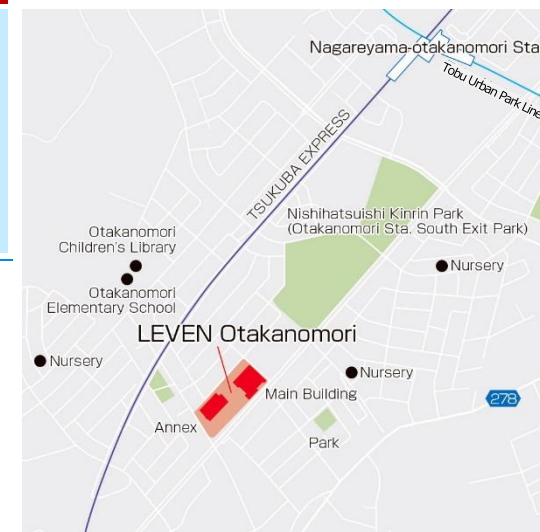 Nagareyama-otakanomori Sta
Tobu Urban Park Line
TSUKUBA EXPRESS
Nishihatsuishi Kinrin Park
(Otakanomori Sta. South Exit Park)
Otakanomori
Children's Library
Nursery
Otakanomori
Elementary School
LEVEN Otakanomori
Nursery
Nursery
Main Building
278
Annex
Park